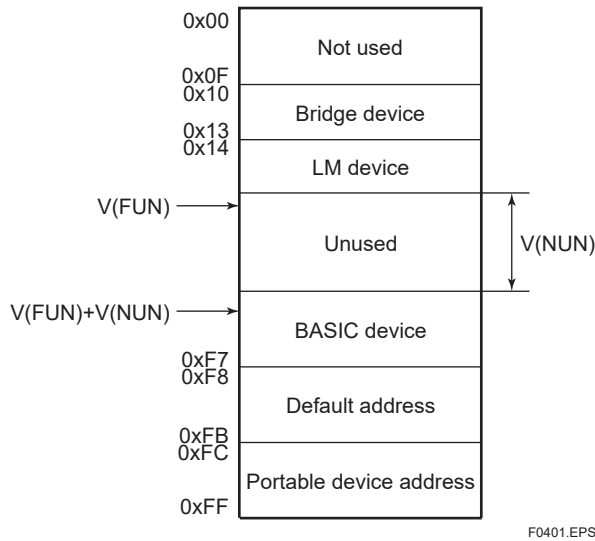 0x00
Not used
0x0F
0x10
Bridge device
0x13
0x14
LM device
V(FUN)
Unused
V(NUN)
V(FUN)+V(NUN)
BASIC device
0xF7
0xF8
Default address
0xFB
0xFC
Portable device address
0xFF
F0401.EPS